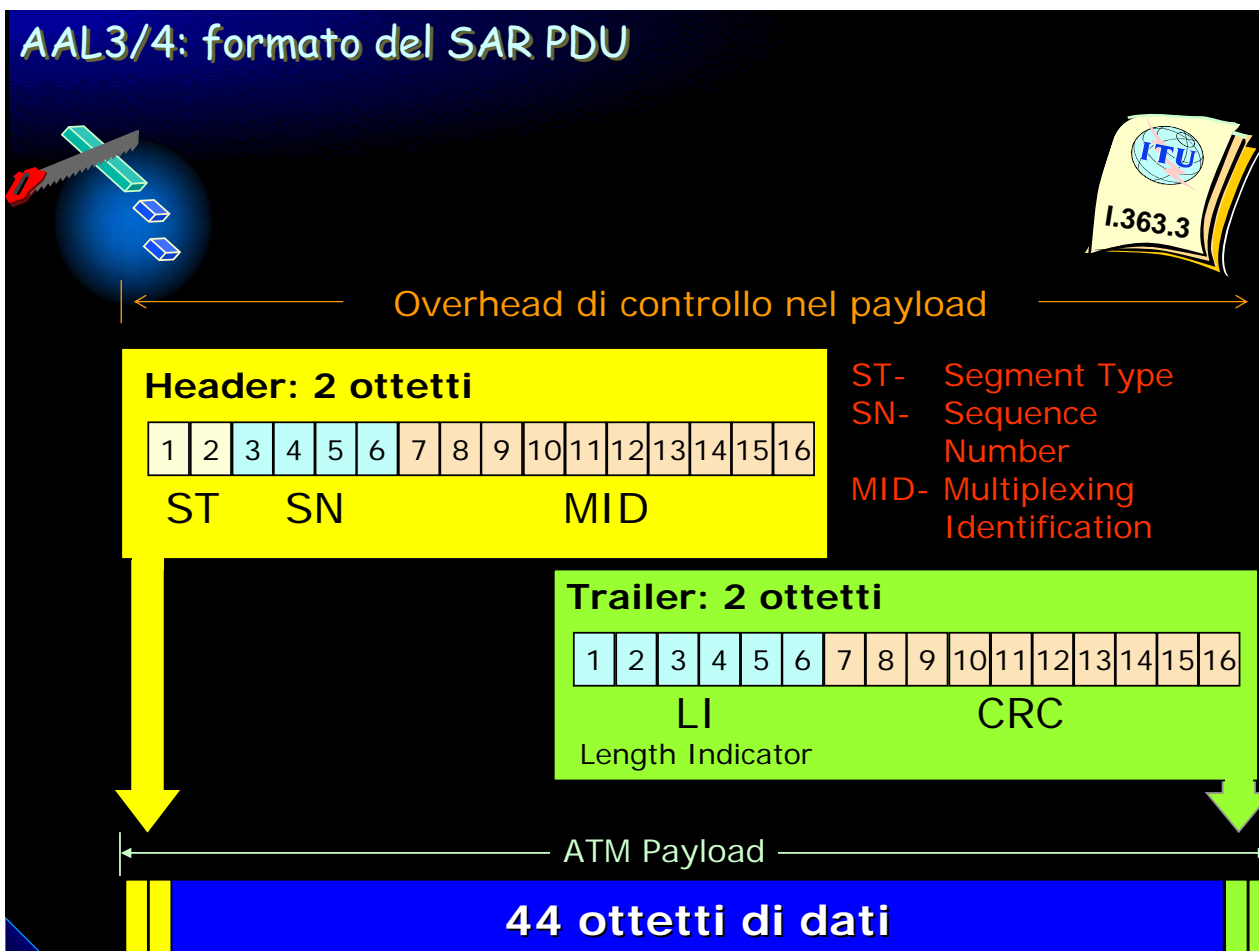 AAL3/4: formato del SAR PDU
ITU
I.363.3
Overhead di controllo nel payload
Header: 2 ottetti
1 2 3 4 5 6 7 8 9 10 11 12 13 14 15 16
ST SN MID
ST- Segment Type
SN- Sequence
Number
MID- Multiplexing
Identification
Trailer: 2 ottetti
1 2 3 4 5 6 7 8 9 10 11 12 13 14 15 16
LI CRC
Length Indicator
ATM Payload
44 ottetti di dati